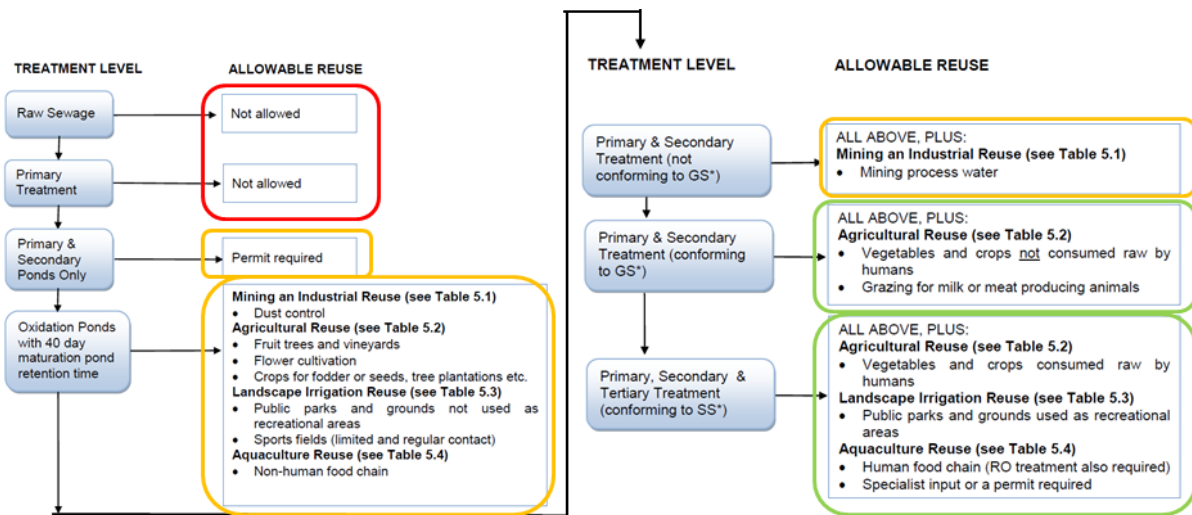 TREATMENT LEVEL
ALLOWABLE REUSE
Raw Sewage
Not allowed
Primary
Treatment
Not allowed
Primary &
Secondary
Ponds Only
Permit required
Oxidation Ponds
with 40 day
maturation pond
retention time
Mining an Industrial Reuse (see Table 5.1)
• Dust control
Agricultural Reuse (see Table 5.2)
• Fruit trees and vineyards
• Flower cultivation
• Crops for fodder or seeds, tree plantations etc.
Landscape Irrigation Reuse (see Table 5.3)
• Public parks and grounds not used as
recreational areas
• Sports fields (limited and regular contact)
Aquaculture Reuse (see Table 5.4)
• Non-human food chain
TREATMENT LEVEL
ALLOWABLE REUSE
Primary & Secondary
Treatment (not
conforming to GS*)
ALL ABOVE, PLUS:
Mining an Industrial Reuse (see Table 5.1)
• Mining process water
Primary & Secondary
Treatment (conforming
to GS*)
ALL ABOVE, PLUS:
Agricultural Reuse (see Table 5.2)
• Vegetables and crops not consumed raw by
humans
• Grazing for milk or meat producing animals
Primary, Secondary &
Tertiary Treatment
(conforming to SS*)
ALL ABOVE, PLUS:
Agricultural Reuse (see Table 5.2)
• Vegetables and crops consumed raw by
humans
Landscape Irrigation Reuse (see Table 5.3)
• Public parks and grounds used as recreational
areas
Aquaculture Reuse (see Table 5.4)
• Human food chain (RO treatment also required)
• Specialist input or a permit required